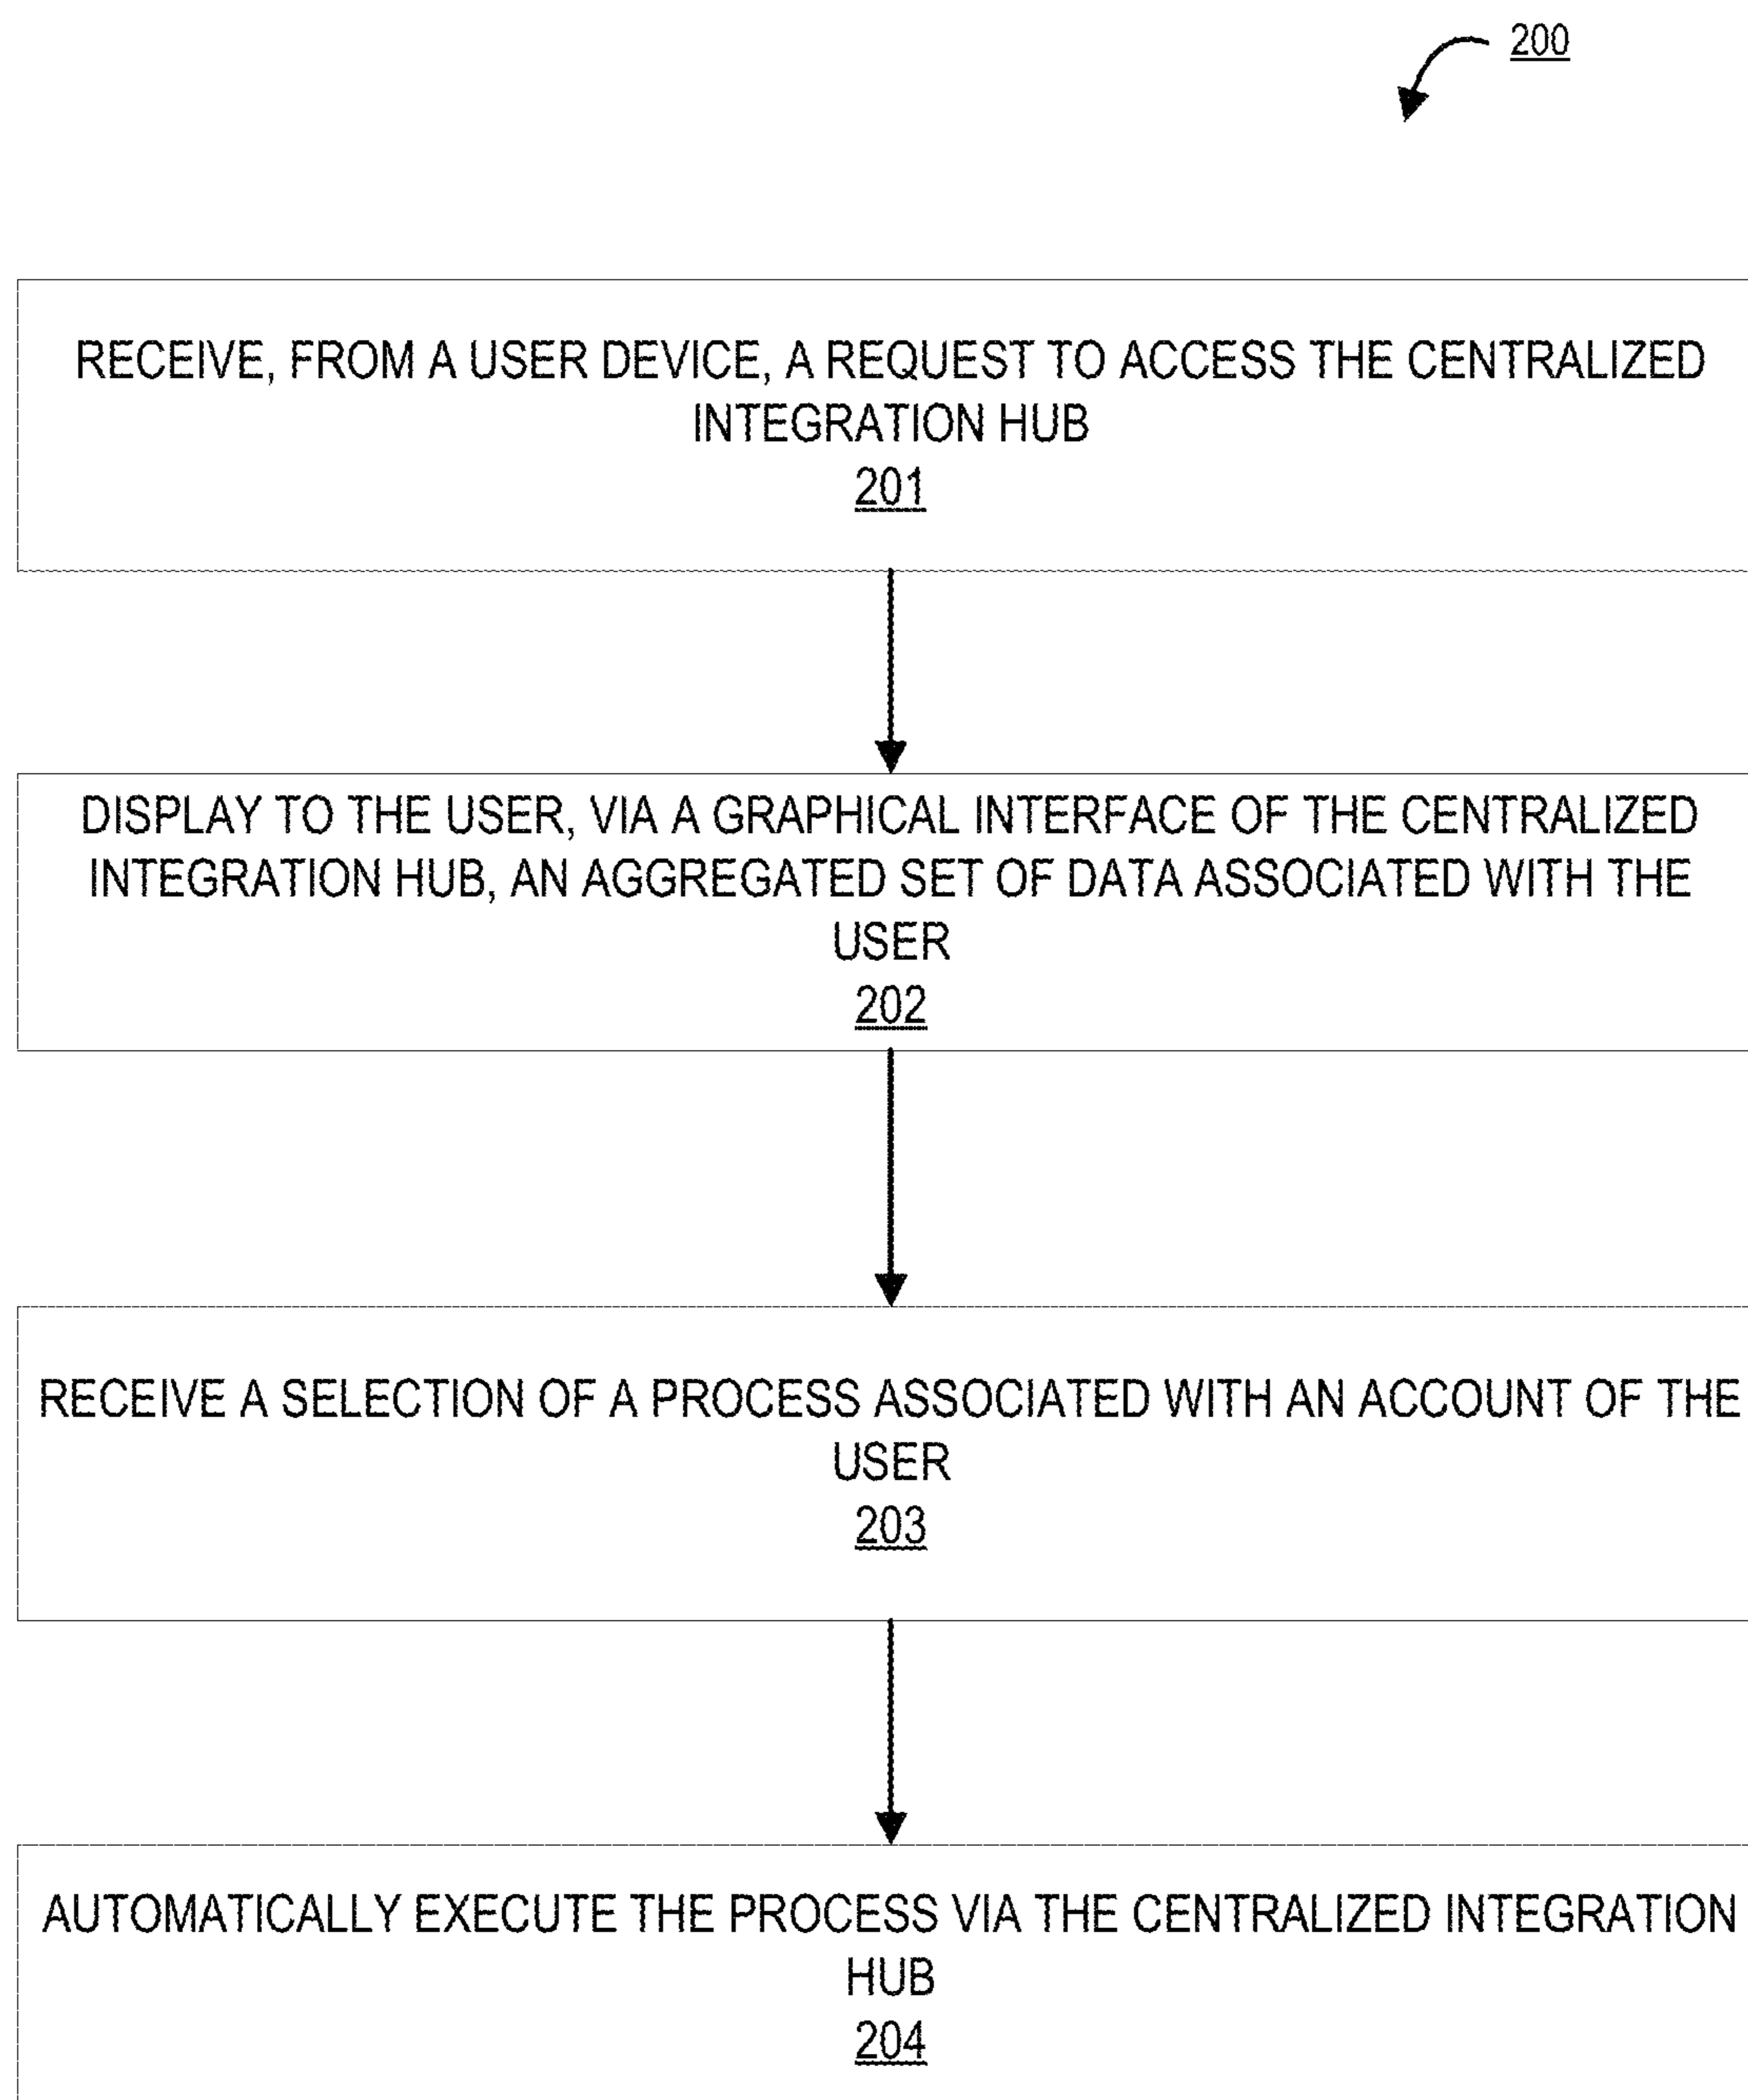 200
RECEIVE, FROM A USER DEVICE, A REQUEST TO ACCESS THE CENTRALIZED
INTEGRATION HUB
201
DISPLAY TO THE USER, VIA A GRAPHICAL INTERFACE OF THE CENTRALIZED
INTEGRATION HUB, AN AGGREGATED SET OF DATA ASSOCIATED WITH THE
USER
202
RECEIVE A SELECTION OF A PROCESS ASSOCIATED WITH AN ACCOUNT OF THE
USER
203
AUTOMATICALLY EXECUTE THE PROCESS VIA THE CENTRALIZED INTEGRATION
HUB
204